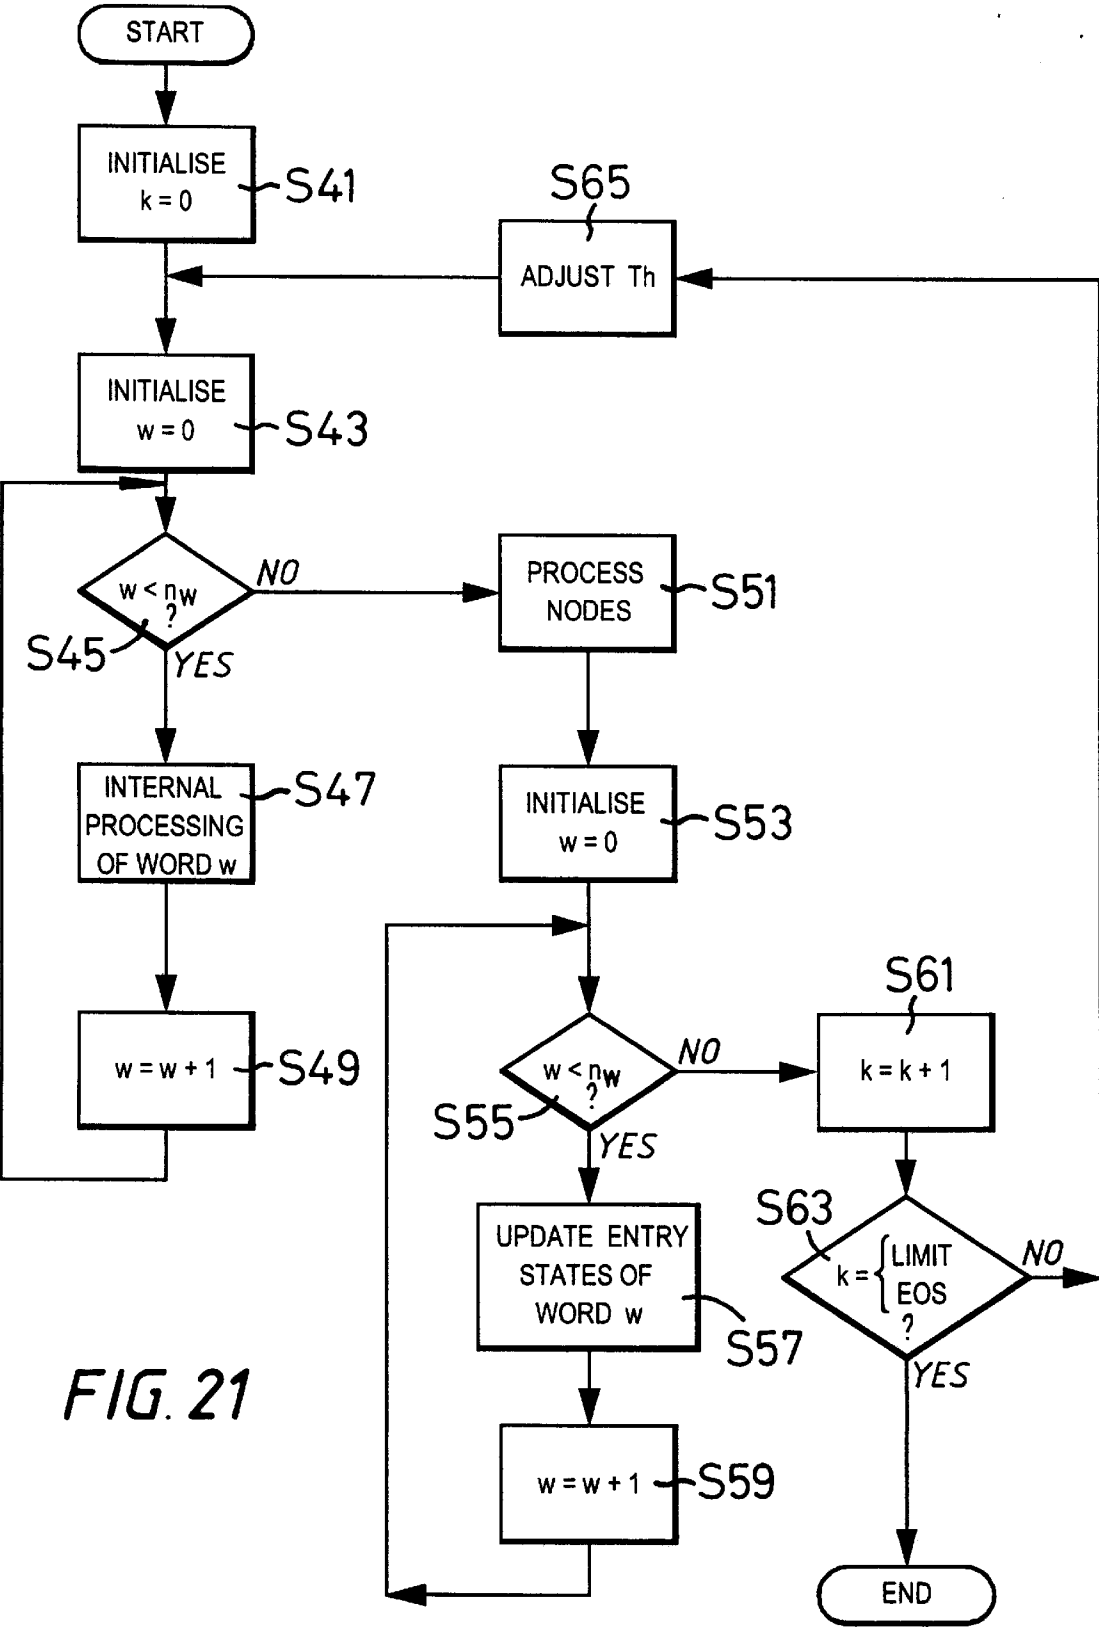 START
INITIALISE
k = 0
S41
S65
ADJUST Th
INITIALISE
w = 0
S43
w < nw
?
S45
NO
YES
PROCESS
NODES
S51
INTERNAL
PROCESSING
OF WORD w
S47
INITIALISE
w = 0
S53
w = w + 1
S49
w < nw
?
S55
NO
YES
S61
k = k + 1
UPDATE ENTRY
STATES OF
WORD w
S57
S63
k = { LIMIT
EOS
?
NO
YES
w = w + 1
S59
END
FIG. 21